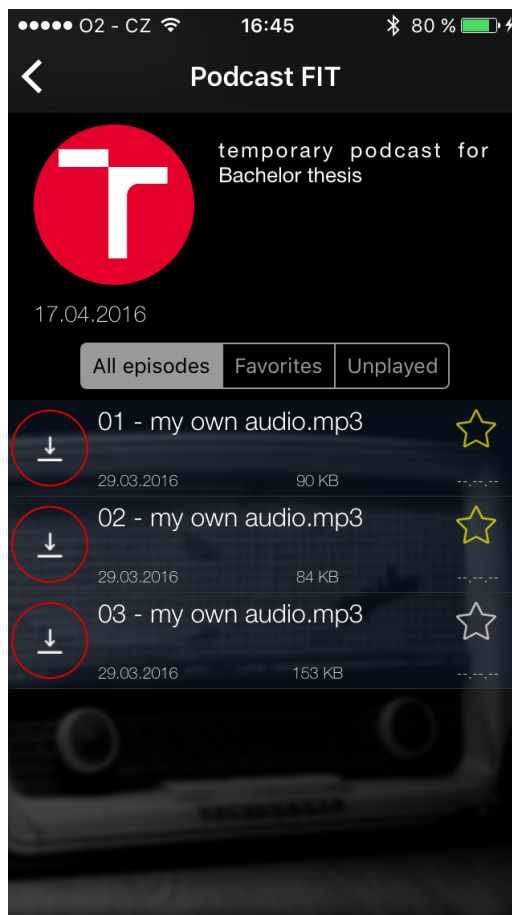 O2 - CZ 16:45 80 %
Podcast FIT
temporary podcast for
Bachelor thesis
17.04.2016
All episodes Favorites Unplayed
01 - my own audio.mp3
29.03.2016 90 KB --.--.--
02 - my own audio.mp3
29.03.2016 84 KB --.--.--
03 - my own audio.mp3
29.03.2016 153 KB --.--.--